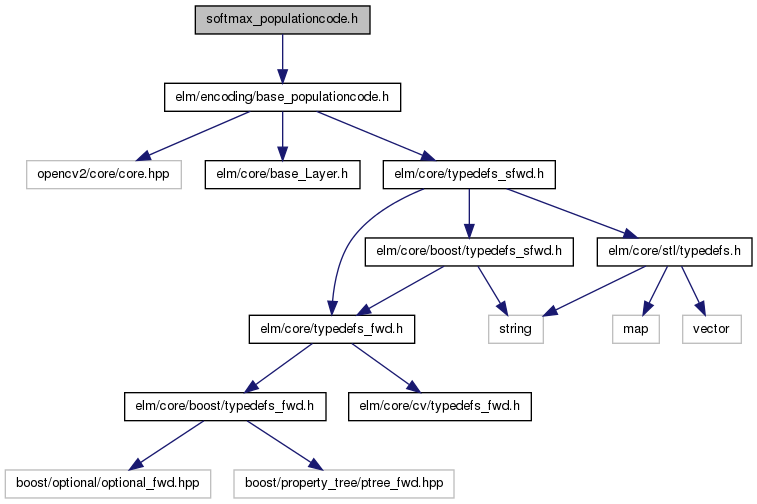 softmax_populationcode.h
elm/encoding/base_populationcode.h
opencv2/core/core.hpp
elm/core/base_Layer.h
elm/core/typedefs_sfwd.h
elm/core/boost/typedefs_sfwd.h
elm/core/stl/typedefs.h
elm/core/typedefs_fwd.h
string
map
vector
elm/core/boost/typedefs_fwd.h
elm/core/cv/typedefs_fwd.h
boost/optional/optional_fwd.hpp
boost/property_tree/ptree_fwd.hpp